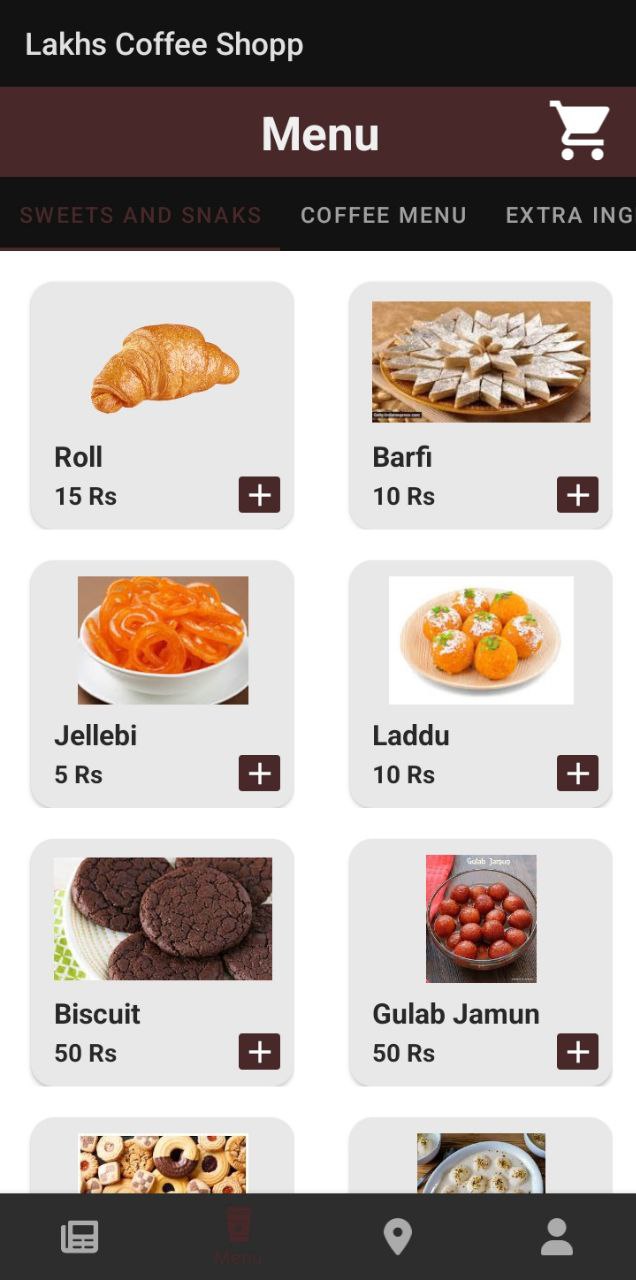 Lakhs Coffee Shopp
Menu
SWEETS AND SNAKS COFFEE MENU EXTRA ING
Roll
15 Rs
Barfi
10 Rs
Jellebi
5 Rs
Laddu
10 Rs
Biscuit
50 Rs
Gulab Jamun
Gulab Jamun
50 Rs
Menu